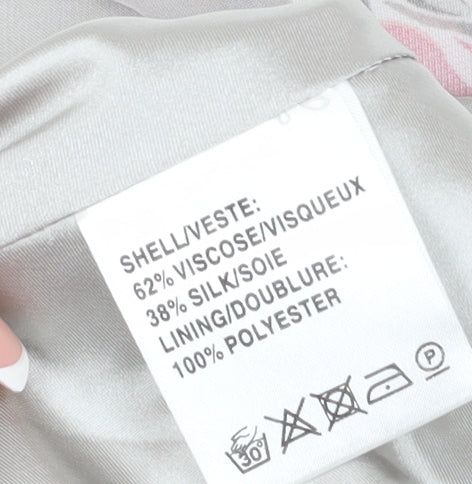 SHELL/VESTE:
62% VISCOSE/VISQUEUX
38% SILK/SOIE
LINING/DOUBLURE:
100% POLYESTER
30° P